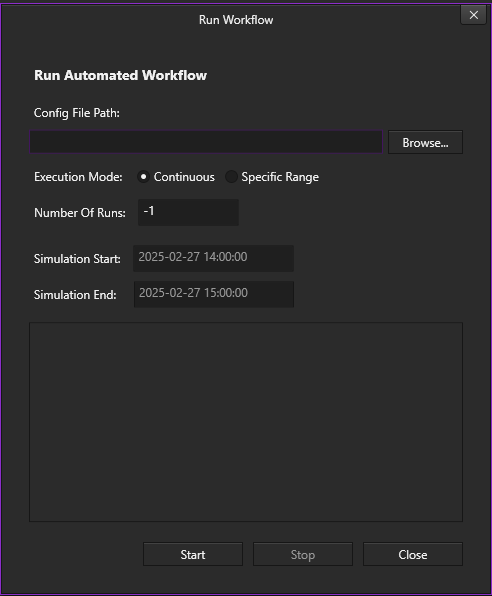 Run Workflow
Run Automated Workflow
Config File Path:
Browse...
Execution Mode: Continuous Specific Range
Number Of Runs: -1
Simulation Start: 2025-02-27 14:00:00
Simulation End: 2025-02-27 15:00:00
Start Stop Close